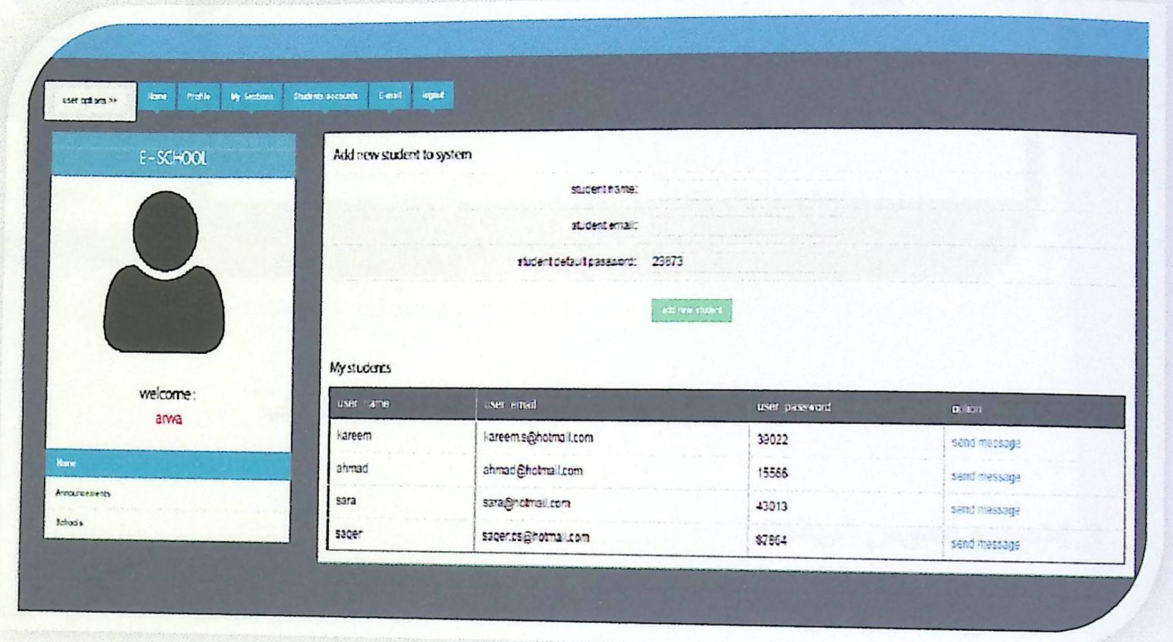 user options >>
Home Profile My Sections Students accounts E-mail logout
E - SCHOOL
welcome :
arwa
Home
Announcements
Schools
Add new student to system
student name:
student email:
student default password: 23873
add new student
My students
user name user email user password option
kareem kareem.s@hotmail.com 39022 send message
ahmad ahmad@hotmail.com 15566 send message
sara sara@hotmail.com 43013 send message
saqer saqer.cs@hotmail.com 87864 send message